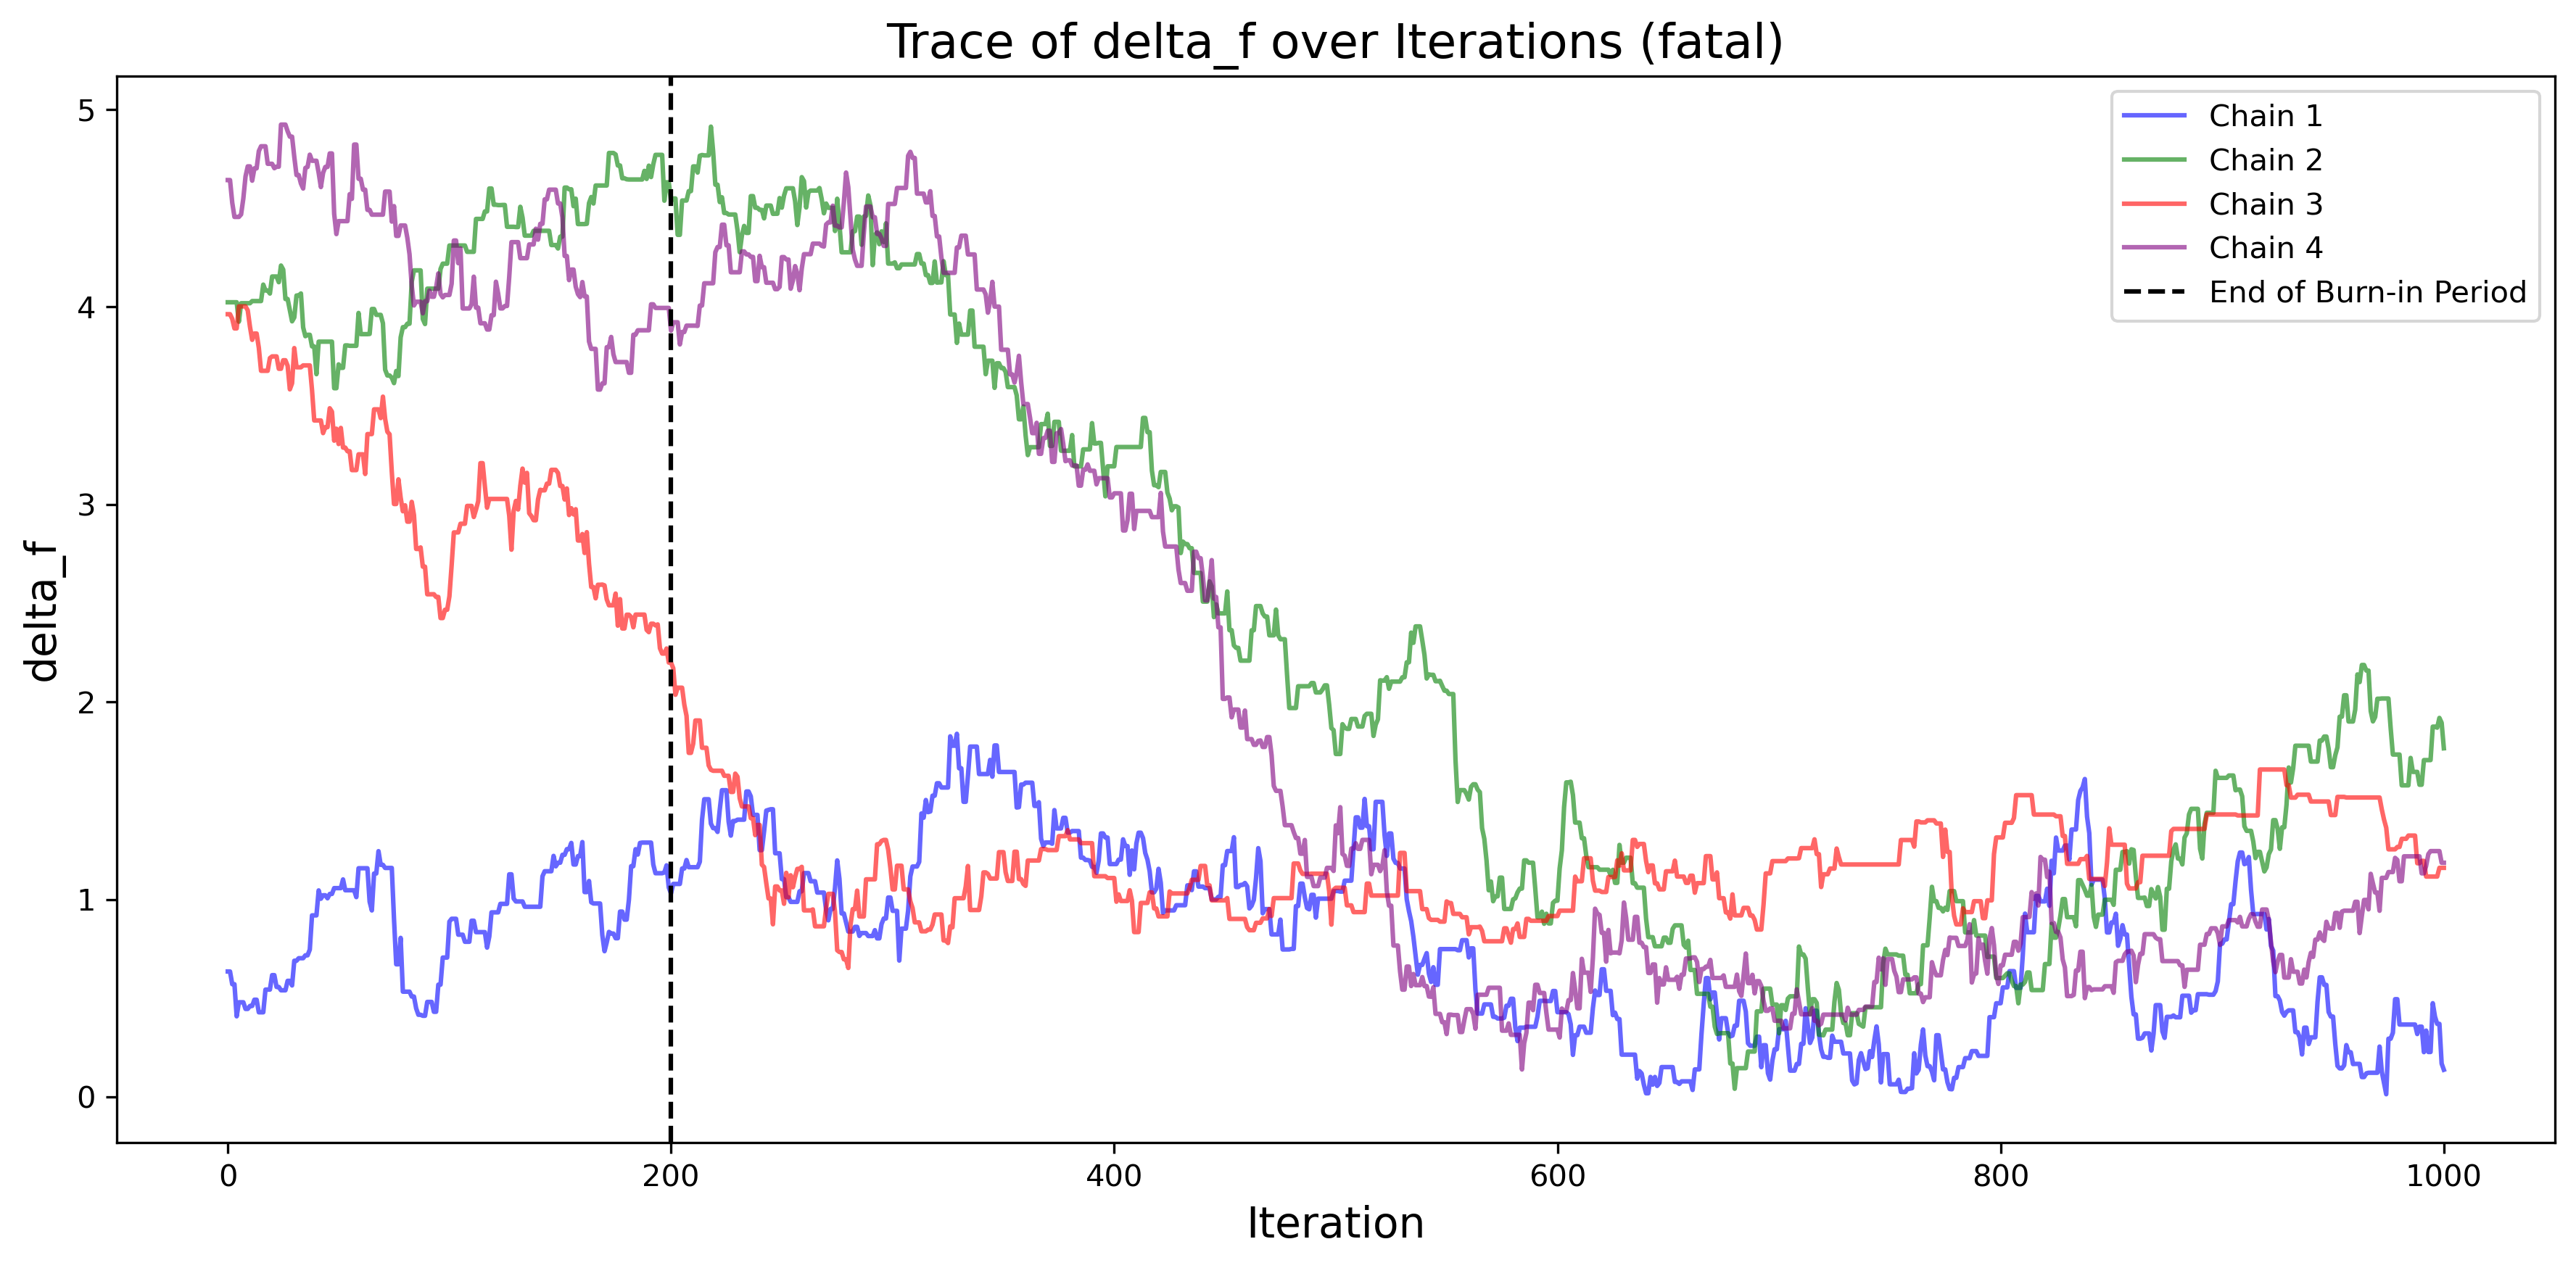 Trace of delta_f over Iterations (fatal)
5
4
3
2
1
0
delta_f
0
200
400
600
800
1000
Iteration
Chain 1
Chain 2
Chain 3
Chain 4
End of Burn-in Period